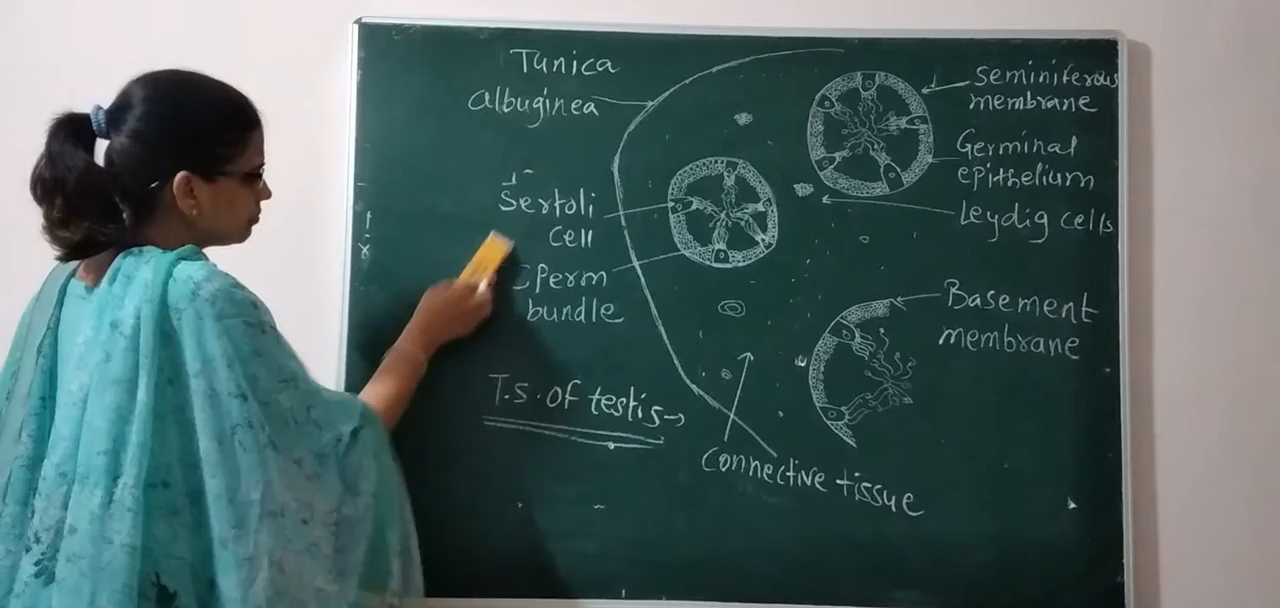 Tunica
albuginea
Sertoli
cell
Sperm
bundle
T.S. of testis
Seminiferous
membrane
Germinal
epithelium
Leydig cells
Basement
membrane
Connective tissue